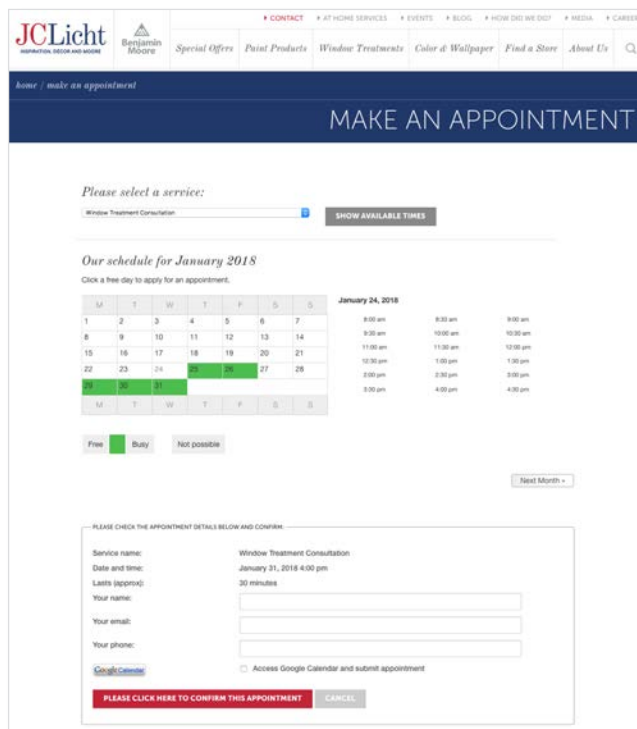 CONTACT AT HOME SERVICES EVENTS BLOG HOW DID WE DO? MEDIA CAREER
JCLicht
INSPIRATION, DÉCOR AND MOORE
Benjamin Moore
Special Offers Paint Products Window Treatments Color & Wallpaper Find a Store About Us
home / make an appointment
MAKE AN APPOINTMENT
Please select a service:
Window Treatment Consultation
SHOW AVAILABLE TIMES
Our schedule for January 2018
Click a free day to apply for an appointment.
M T W T F S S
1 2 3 4 5 6 7
8 9 10 11 12 13 14
15 16 17 18 19 20 21
22 23 24 25 26 27 28
29 30 31
M T W T F S S
January 24, 2018
8:00 am 8:30 am 9:00 am
9:30 am 10:00 am 10:30 am
11:00 am 11:30 am 12:00 pm
12:30 pm 1:00 pm 1:30 pm
2:00 pm 2:30 pm 3:00 pm
3:30 pm 4:00 pm 4:30 pm
Free Busy Not possible
Next Month »
PLEASE CHECK THE APPOINTMENT DETAILS BELOW AND CONFIRM:
Service name: Window Treatment Consultation
Date and time: January 31, 2018 4:00 pm
Lasts (approx): 30 minutes
Your name:
Your email:
Your phone:
Google Calendar Access Google Calendar and submit appointment
PLEASE CLICK HERE TO CONFIRM THIS APPOINTMENT CANCEL